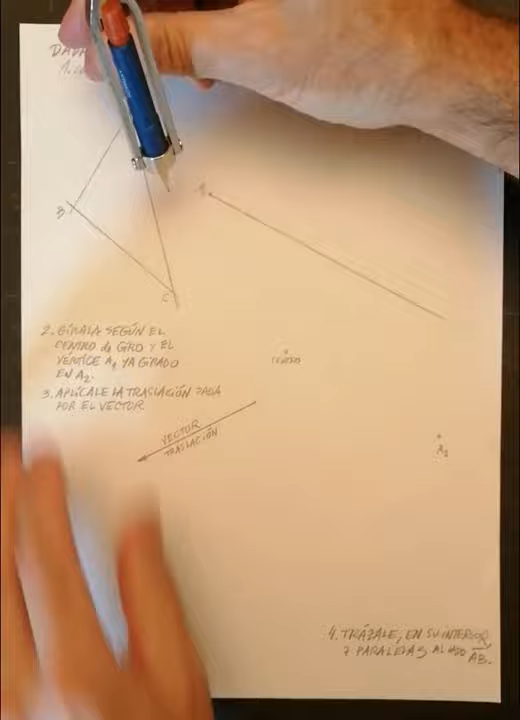 DADA
B
C
2. GÍRALA SEGÚN EL
CENTRO de GIRO Y EL
VÉRTICE A₁ YA GIRADO
EN A₂.
3. APLÍCALE LA TRASLACIÓN DADA
POR EL VECTOR
CENTRO
VECTOR
TRASLACIÓN
A₂
4. TRÁZALE, EN SU INTERIOR,
7 PARALELAS AL LADO AB.